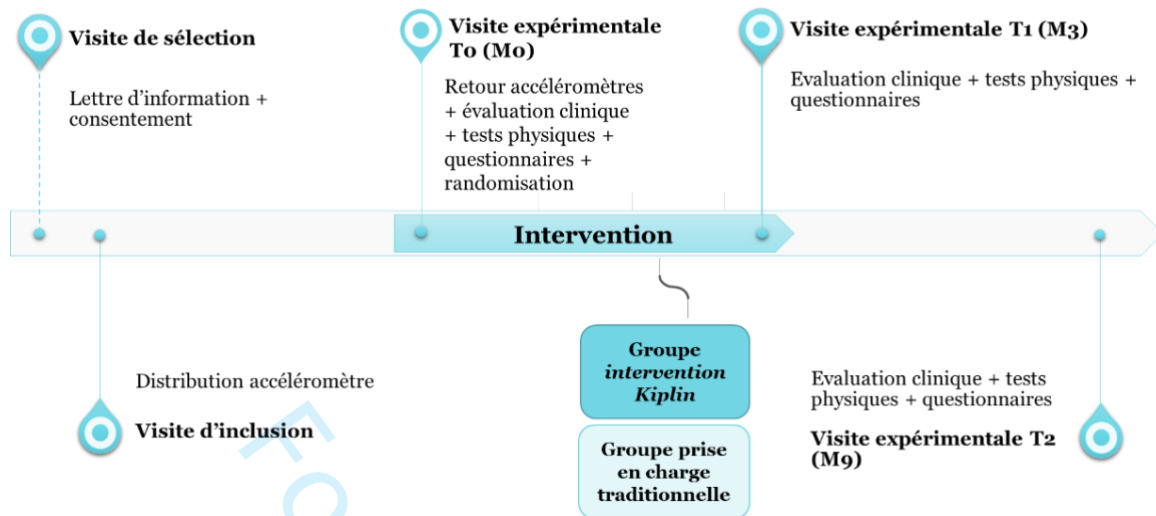 Visite de sélection
Lettre d'information +
consentement
Visite expérimentale
T0 (M0)
Retour accéléromètres
+ évaluation clinique
+ tests physiques +
questionnaires +
randomisation
Visite expérimentale T1 (M3)
Evaluation clinique + tests physiques +
questionnaires
Intervention
Distribution accéléromètre
Visite d'inclusion
Groupe
intervention
Kiplin
Groupe prise
en charge
traditionnelle
Evaluation clinique + tests
physiques + questionnaires
Visite expérimentale T2
(M9)